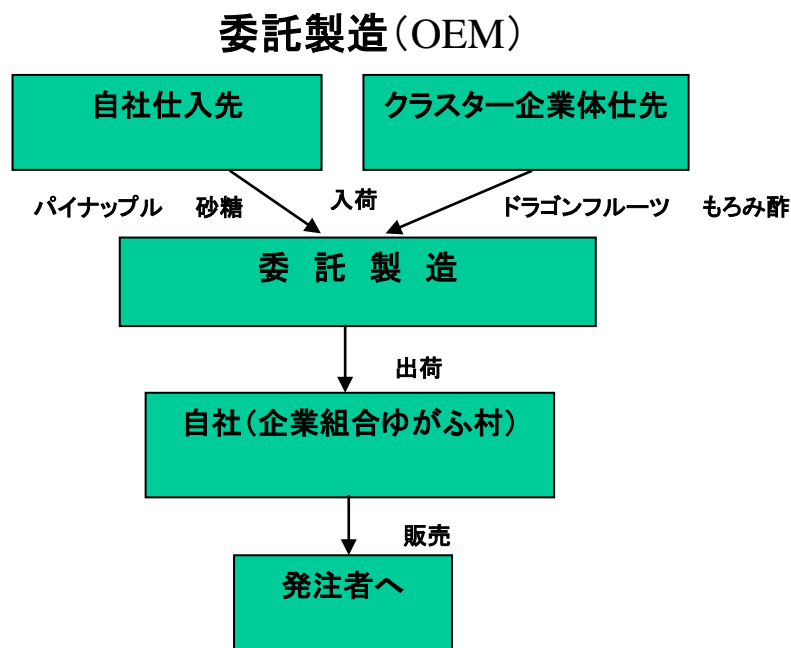 委託製造（OEM）
自社仕入先
クラスター企業体仕先
パイナップル　砂糖
入荷
ドラゴンフルーツ　もろみ酢
委　託　製　造
出荷
自社（企業組合ゆがふ村）
販売
発注者へ